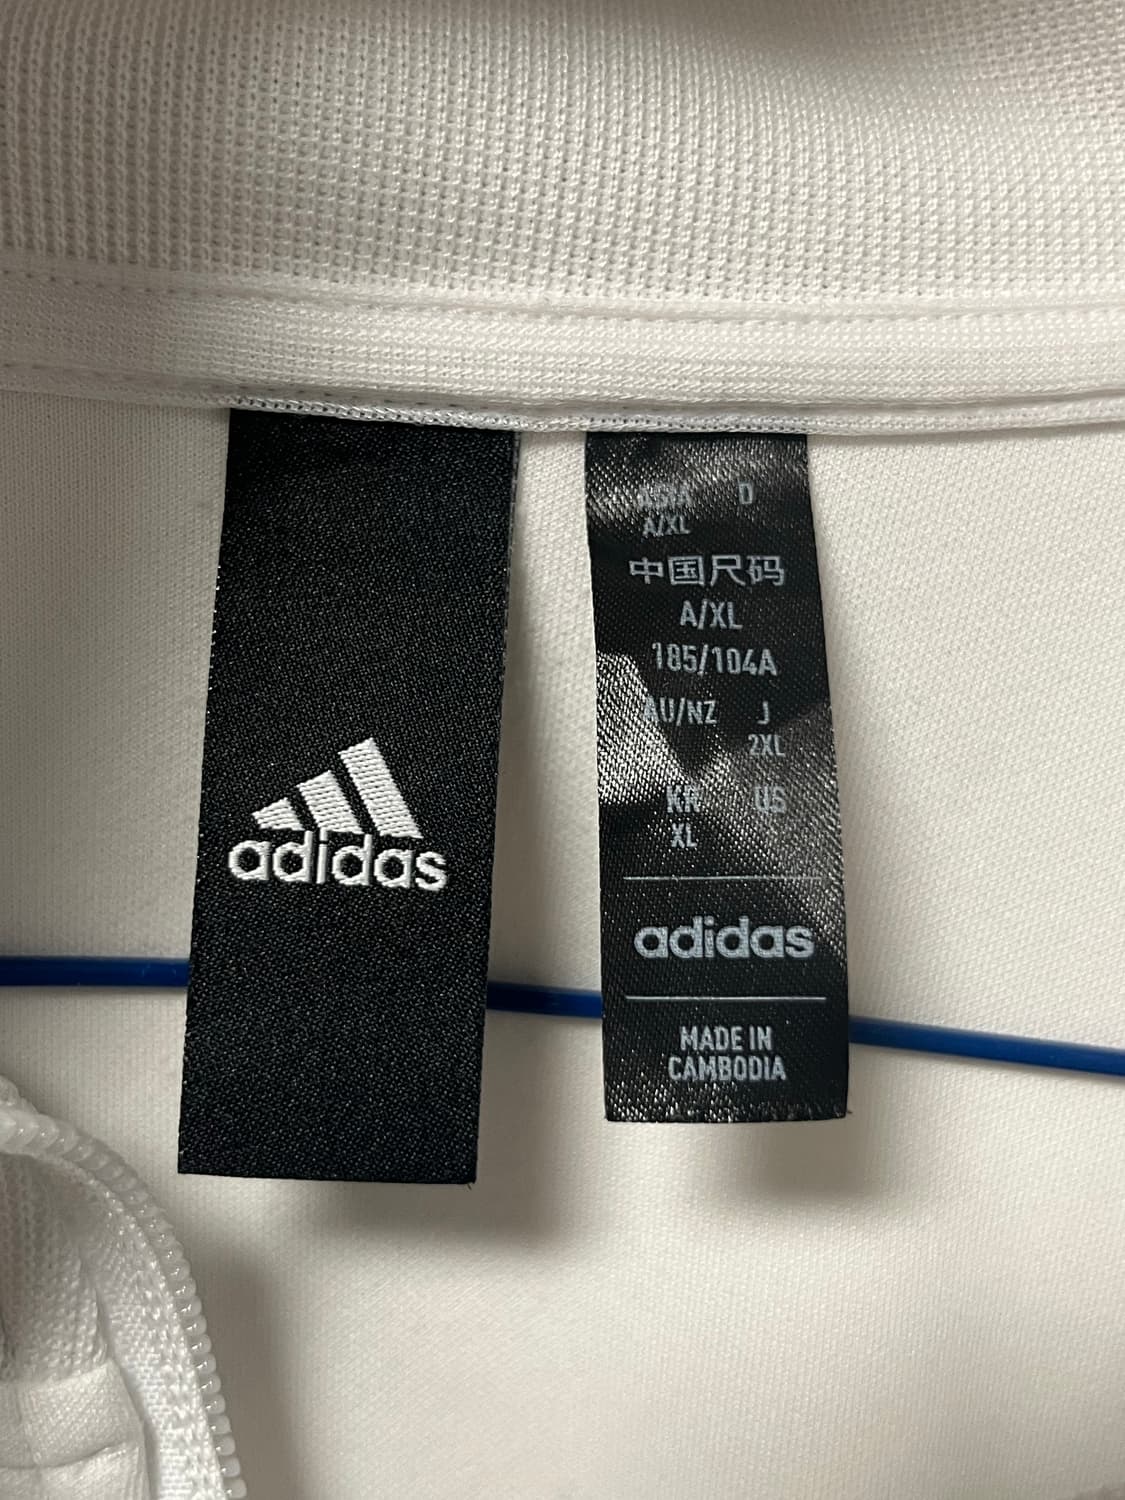 adidas
ASIA D
A/XL
中国尺码
A/XL
185/104A
AU/NZ J
2XL
KR US
XL
adidas
MADE IN
CAMBODIA